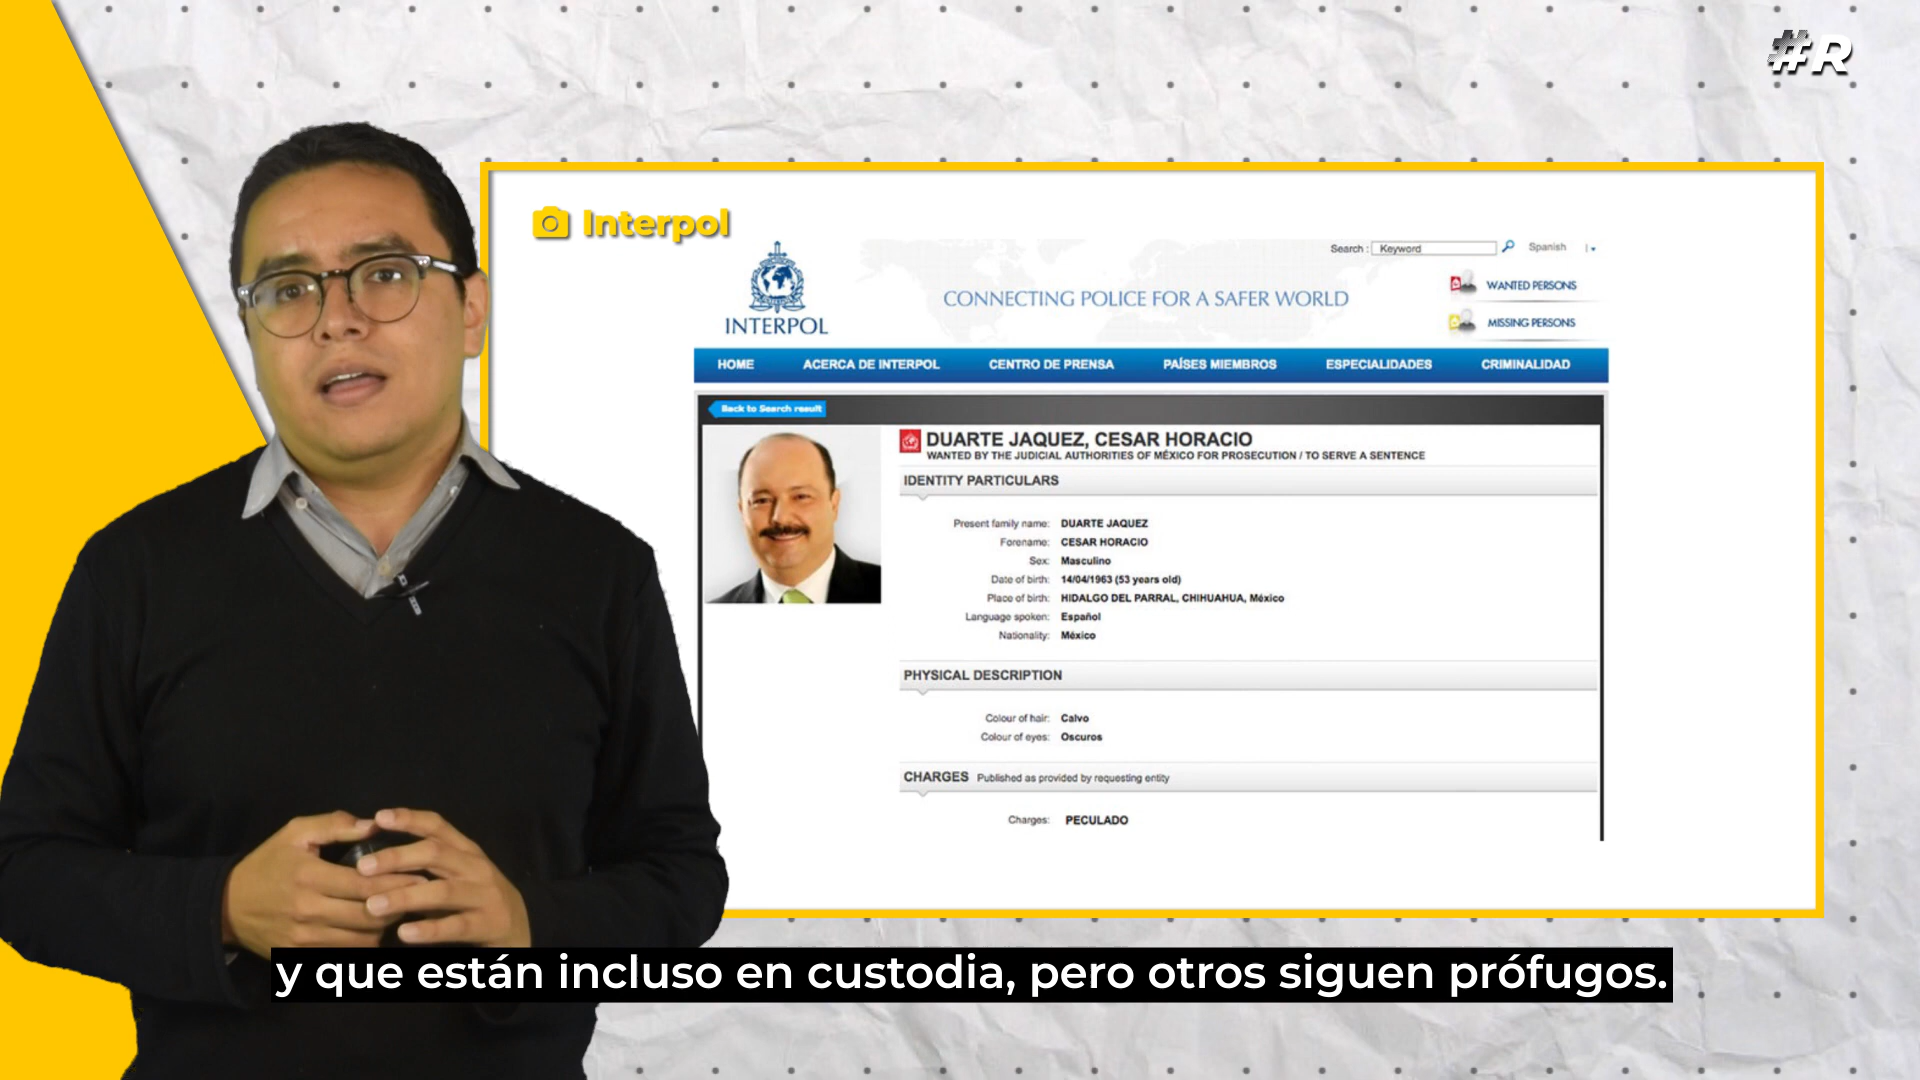 #R
Interpol
INTERPOL
CONNECTING POLICE FOR A SAFER WORLD
Search : Keyword
Spanish
WANTED PERSONS
MISSING PERSONS
HOME ACERCA DE INTERPOL CENTRO DE PRENSA PAÍSES MIEMBROS ESPECIALIDADES CRIMINALIDAD
Back to Search result
DUARTE JAQUEZ, CESAR HORACIO
WANTED BY THE JUDICIAL AUTHORITIES OF MÉXICO FOR PROSECUTION / TO SERVE A SENTENCE
IDENTITY PARTICULARS
Present family name: DUARTE JAQUEZ
Forename: CESAR HORACIO
Sex: Masculino
Date of birth: 14/04/1963 (53 years old)
Place of birth: HIDALGO DEL PARRAL, CHIHUAHUA, México
Language spoken: Español
Nationality: México
PHYSICAL DESCRIPTION
Colour of hair: Calvo
Colour of eyes: Oscuros
CHARGES Published as provided by requesting entity
Charges: PECULADO
y que están incluso en custodia, pero otros siguen prófugos.